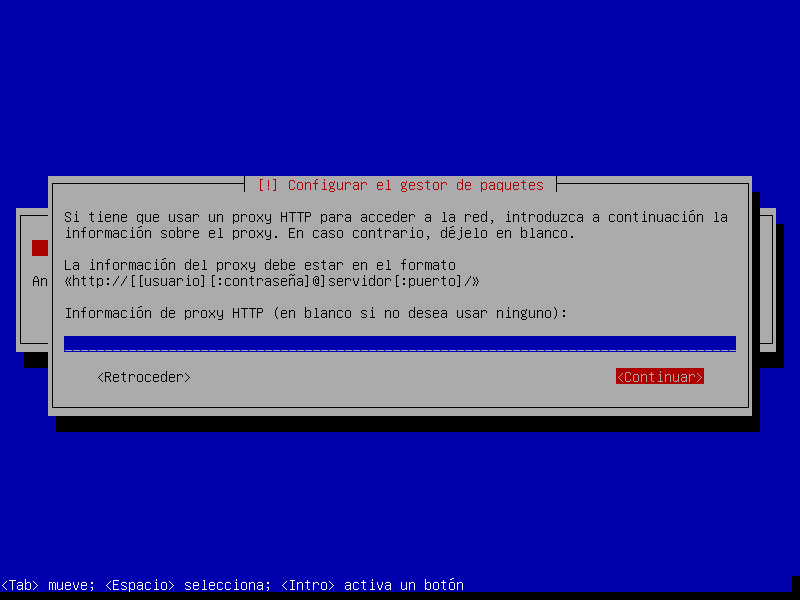 [!] Configurar el gestor de paquetes
Si tiene que usar un proxy HTTP para acceder a la red, introduzca a continuación la
información sobre el proxy. En caso contrario, déjelo en blanco.
La información del proxy debe estar en el formato
«http://[[usuario][:contraseña]@]servidor[:puerto]/»
An
Información de proxy HTTP (en blanco si no desea usar ninguno):
<Retroceder>
<Continuar>
<Tab> mueve; <Espacio> selecciona; <Intro> activa un botón